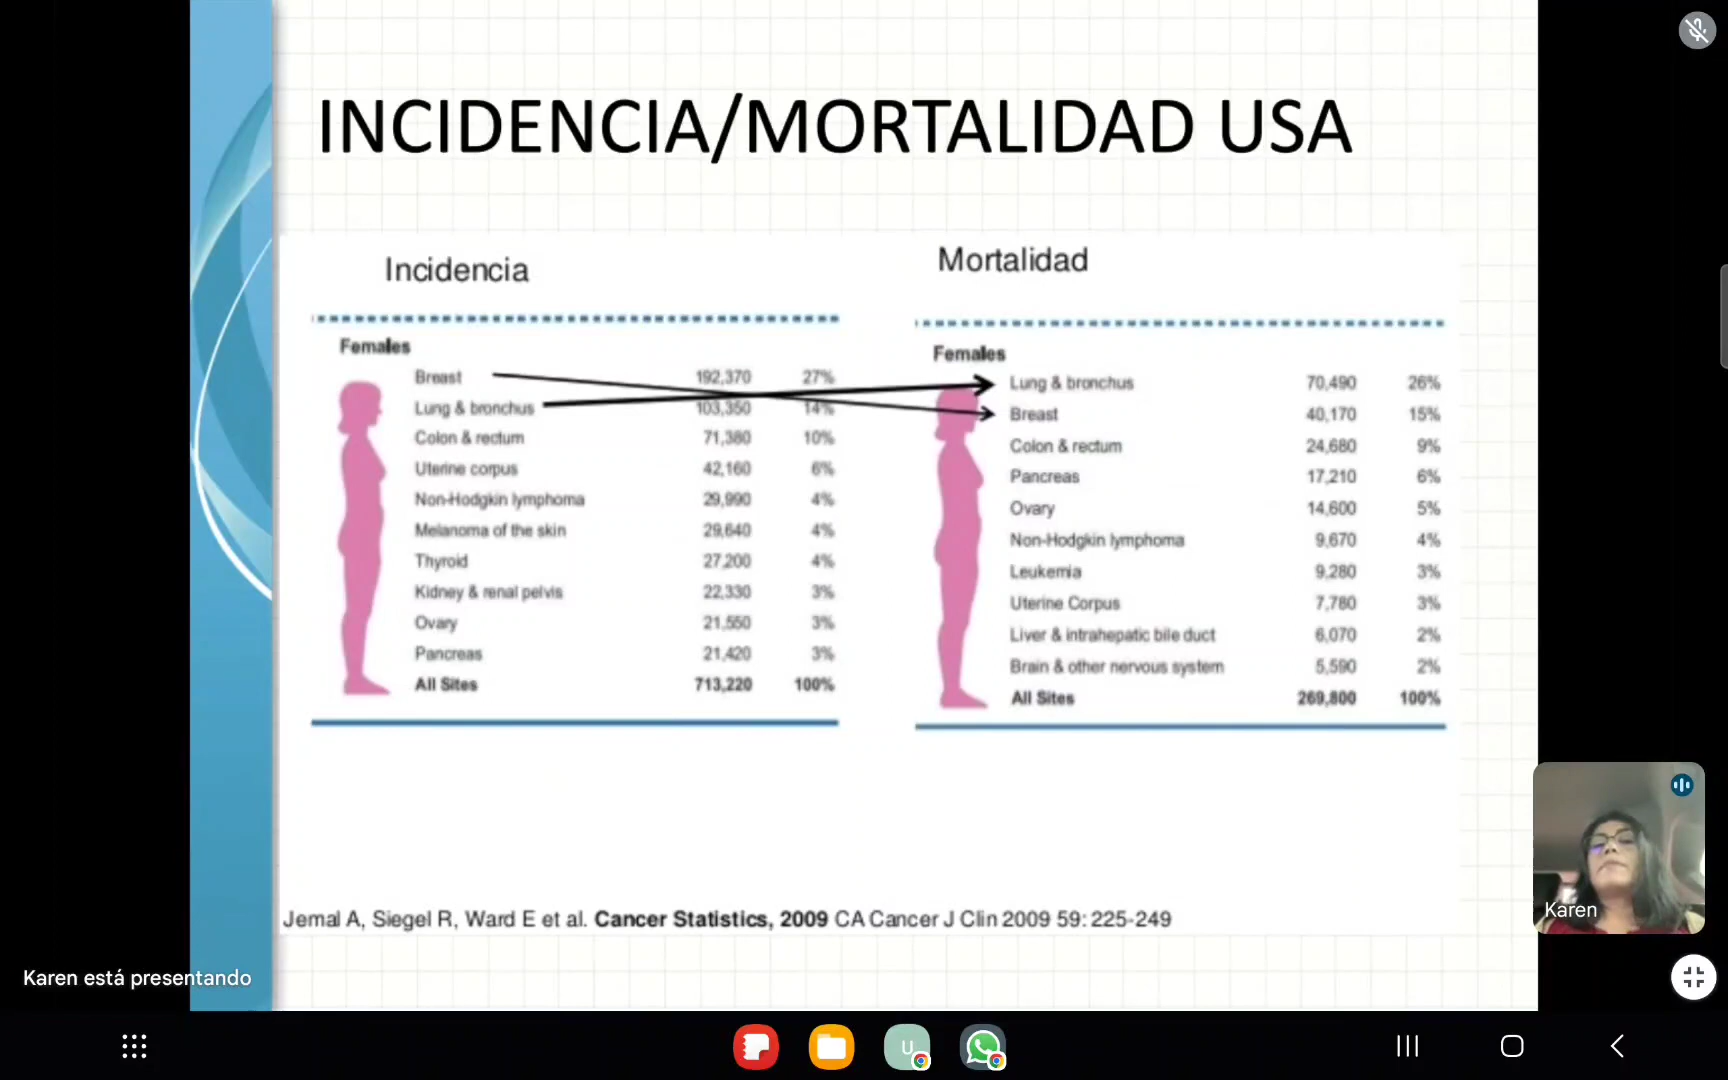 INCIDENCIA/MORTALIDAD USA
Incidencia
Females
Breast 192,370 27%
Lung & bronchus 103,350 14%
Colon & rectum 71,380 10%
Uterine corpus 42,160 6%
Non-Hodgkin lymphoma 29,990 4%
Melanoma of the skin 29,640 4%
Thyroid 27,200 4%
Kidney & renal pelvis 22,330 3%
Ovary 21,550 3%
Pancreas 21,420 3%
All Sites 713,220 100%
Mortalidad
Females
Lung & bronchus 70,490 26%
Breast 40,170 15%
Colon & rectum 24,680 9%
Pancreas 17,210 6%
Ovary 14,600 5%
Non-Hodgkin lymphoma 9,670 4%
Leukemia 9,280 3%
Uterine Corpus 7,780 3%
Liver & intrahepatic bile duct 6,070 2%
Brain & other nervous system 5,590 2%
All Sites 269,800 100%
Jemal A, Siegel R, Ward E et al. Cancer Statistics, 2009 CA Cancer J Clin 2009 59: 225-249
Karen
Karen está presentando
U